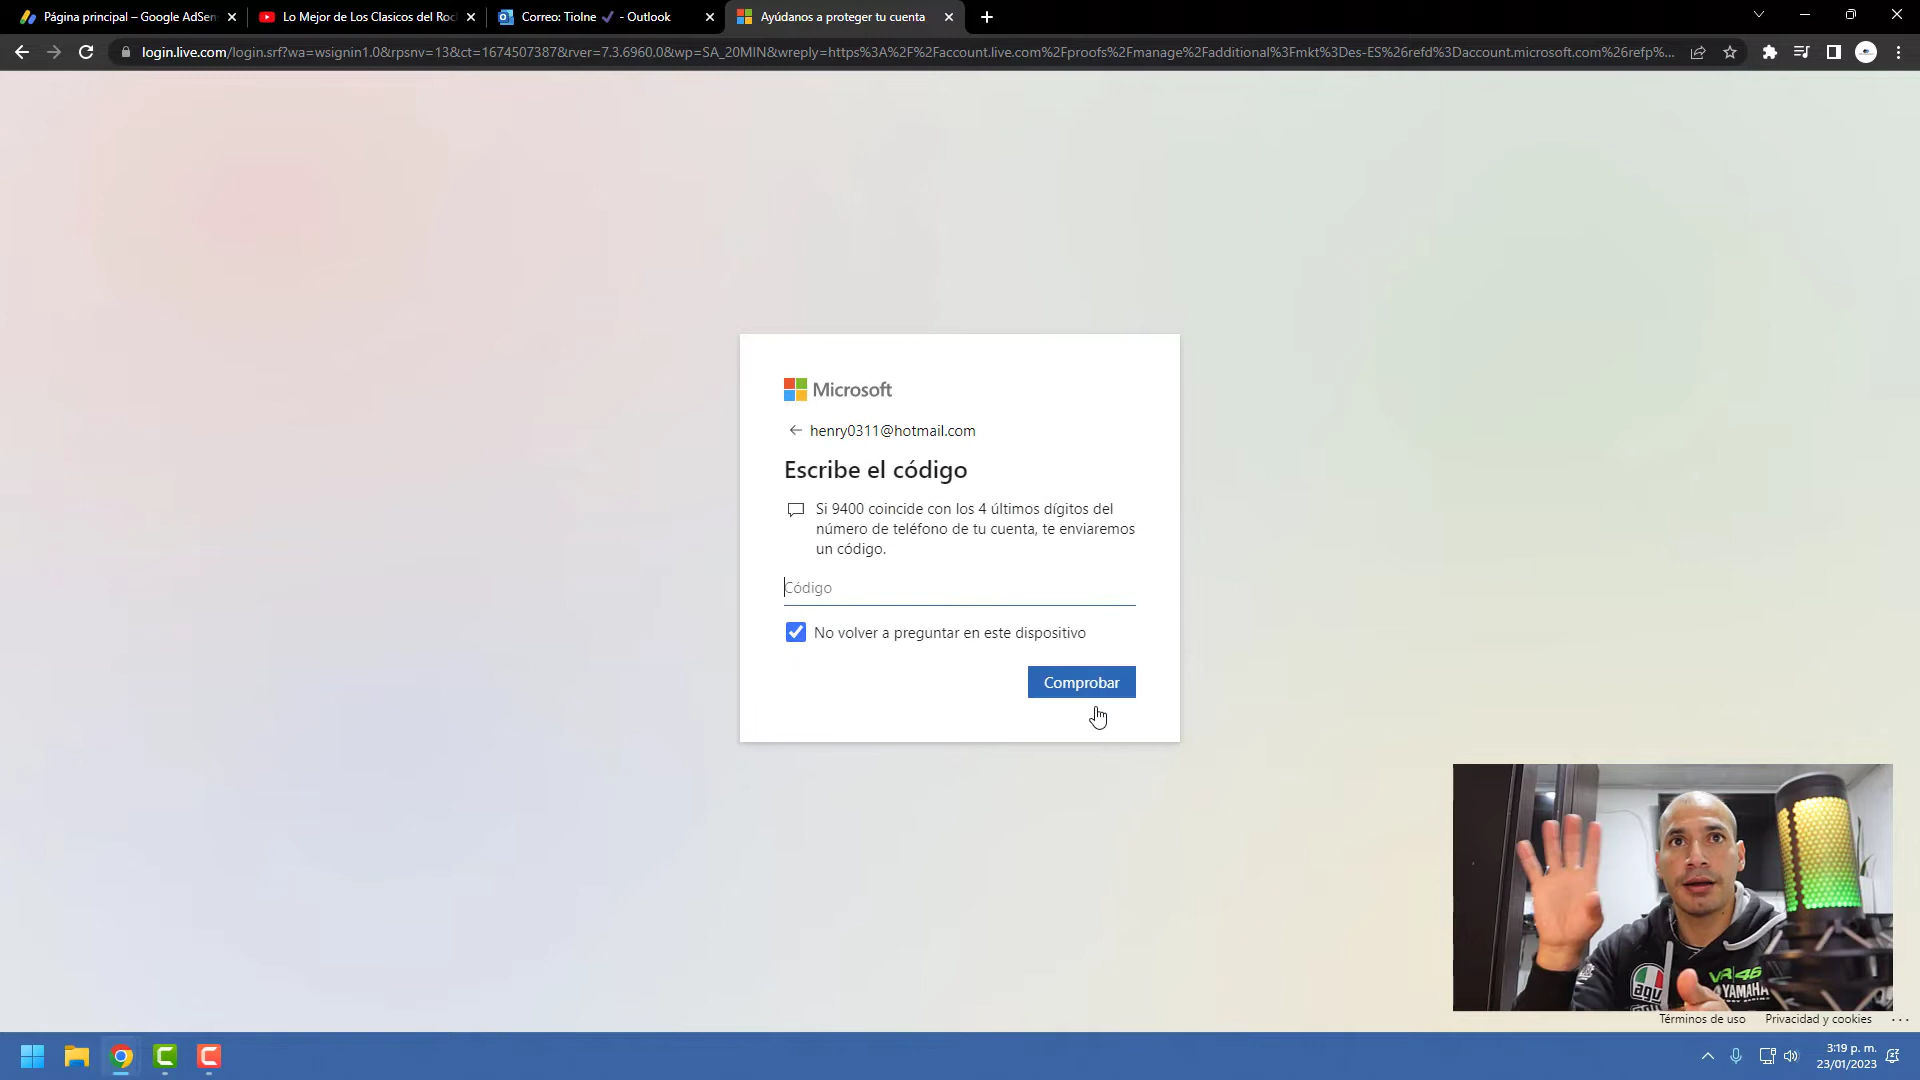 Página principal – Google AdSen
Lo Mejor de Los Clasicos del Roc
Correo: TioIne ✓ - Outlook
Ayúdanos a proteger tu cuenta
login.live.com/login.srf?wa=wsignin1.0&rpsnv=13&ct=1674507387&rver=7.3.6960.0&wp=SA_20MIN&wreply=https%3A%2F%2Faccount.live.com%2Fproofs%2Fmanage%2Fadditional%3Fmkt%3Des-ES%26refd%3Daccount.microsoft.com%26refp%...
Microsoft
henry0311@hotmail.com
Escribe el código
Si 9400 coincide con los 4 últimos dígitos del
número de teléfono de tu cuenta, te enviaremos
un código.
Código
No volver a preguntar en este dispositivo
Comprobar
VR46
agv
YAMAHA
Términos de uso
Privacidad y cookies
...
3:19 p. m.
23/01/2023